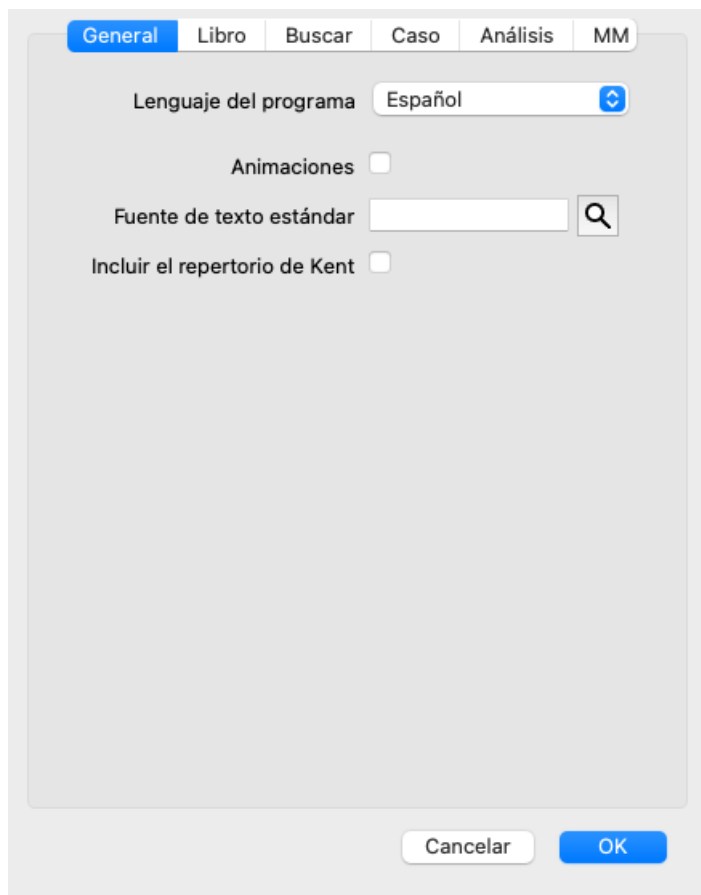 General Libro Buscar Caso Análisis MM
Lenguaje del programa Español
Animaciones
Fuente de texto estándar
Incluir el repertorio de Kent
Cancelar OK